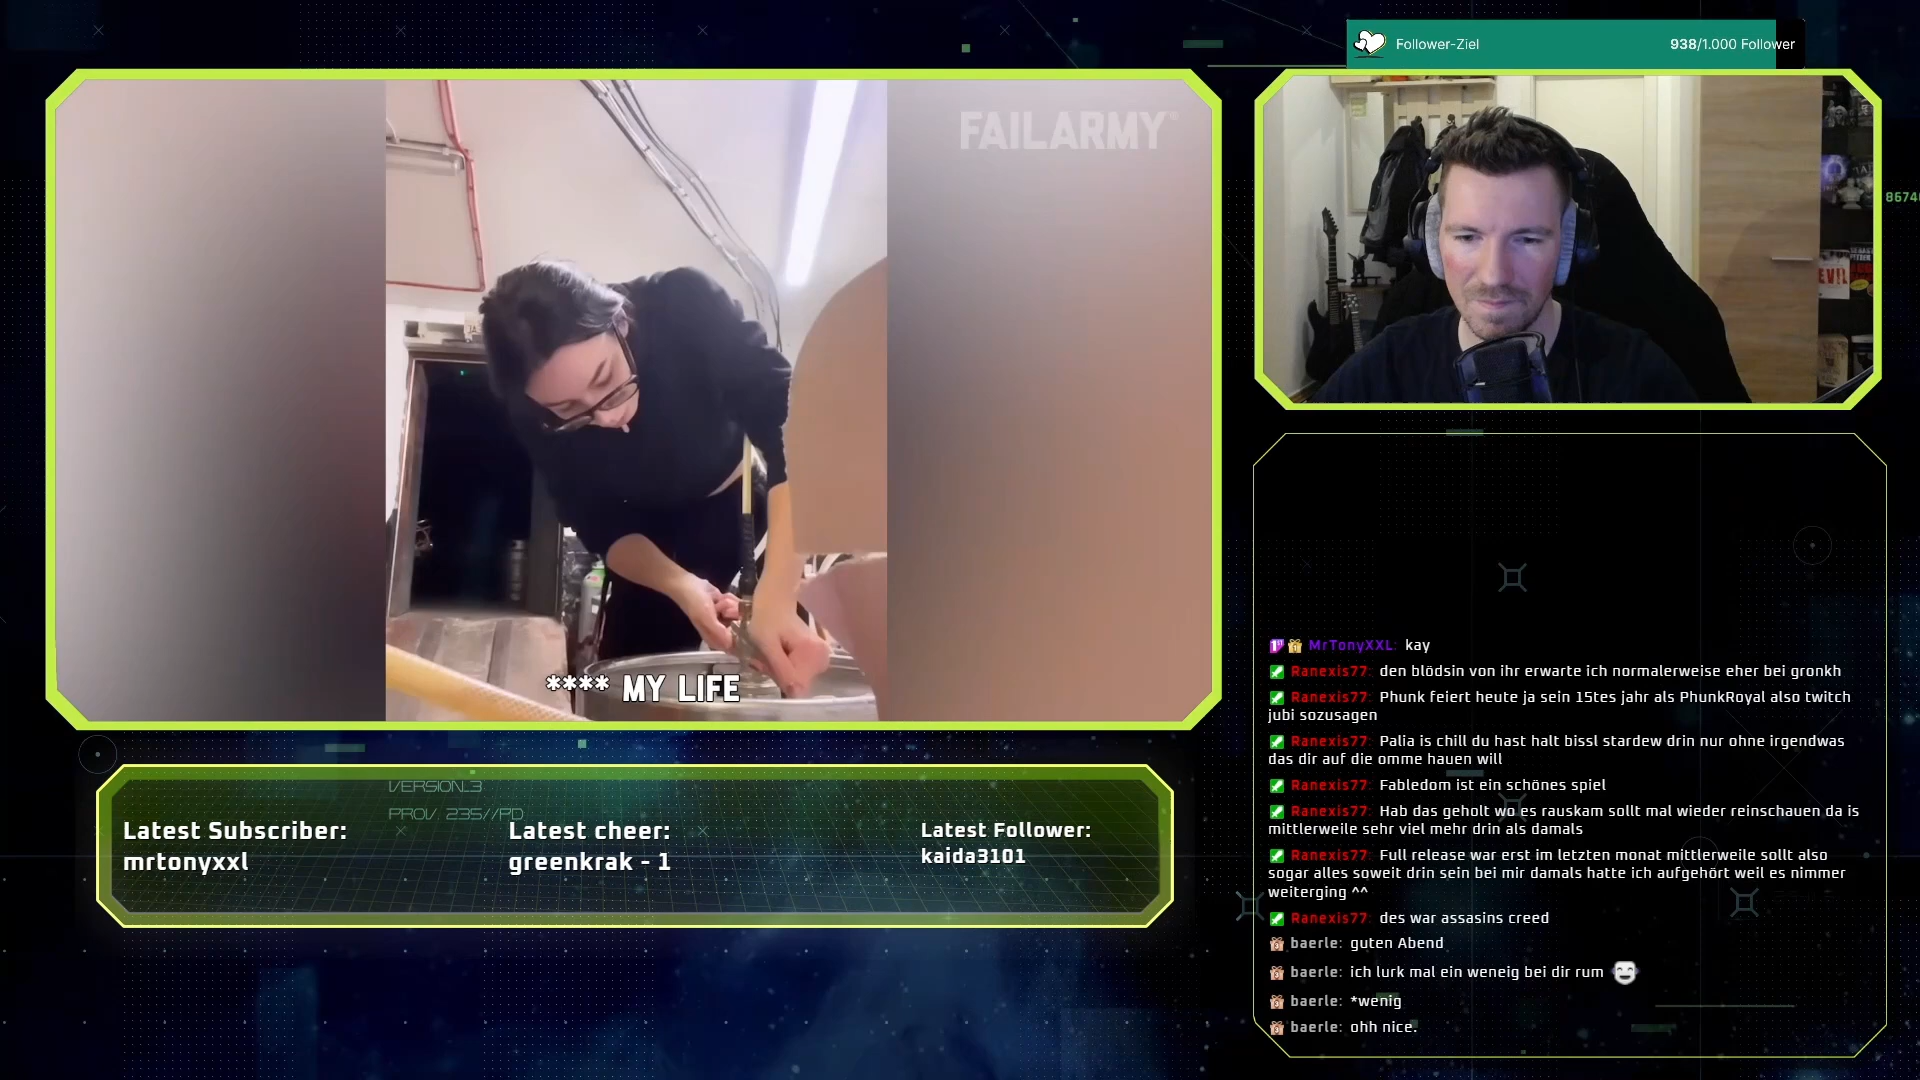 Follower-Ziel
938/1.000 Follower
FAILARMY®
**** MY LIFE
VERSION_3
PROV. 235//PD
Latest Subscriber:
mrtonyxxl
Latest cheer:
greenkrak - 1
Latest Follower:
kaida3101
MrTonyXXL: kay
Ranexis77: den blödsin von ihr erwarte ich normalerweise eher bei gronkh
Ranexis77: Phunk feiert heute ja sein 15tes jahr als PhunkRoyal also twitch
jubi sozusagen
Ranexis77: Palia is chill du hast halt bissl stardew drin nur ohne irgendwas
das dir auf die omme hauen will
Ranexis77: Fabledom ist ein schönes spiel
Ranexis77: Hab das geholt wo es rauskam sollt mal wieder reinschauen da is
mittlerweile sehr viel mehr drin als damals
Ranexis77: Full release war erst im letzten monat mittlerweile sollt also
sogar alles soweit drin sein bei mir damals hatte ich aufgehört weil es nimmer
weiterging ^^
Ranexis77: des war assasins creed
baerle: guten Abend
baerle: ich lurk mal ein weneig bei dir rum
baerle: *wenig
baerle: ohh nice.